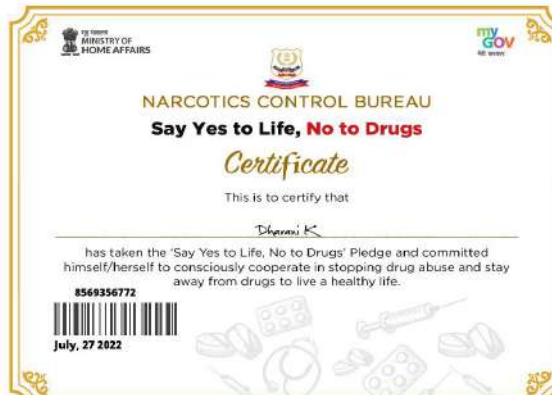 गृह मंत्रालय
MINISTRY OF
HOME AFFAIRS
my
GOV
मेरी सरकार
NARCOTICS CONTROL BUREAU
Say Yes to Life, No to Drugs
Certificate
This is to certify that
Dharani K
has taken the 'Say Yes to Life, No to Drugs' Pledge and committed
himself/herself to consciously cooperate in stopping drug abuse and stay
away from drugs to live a healthy life.
8569356772
July, 27 2022